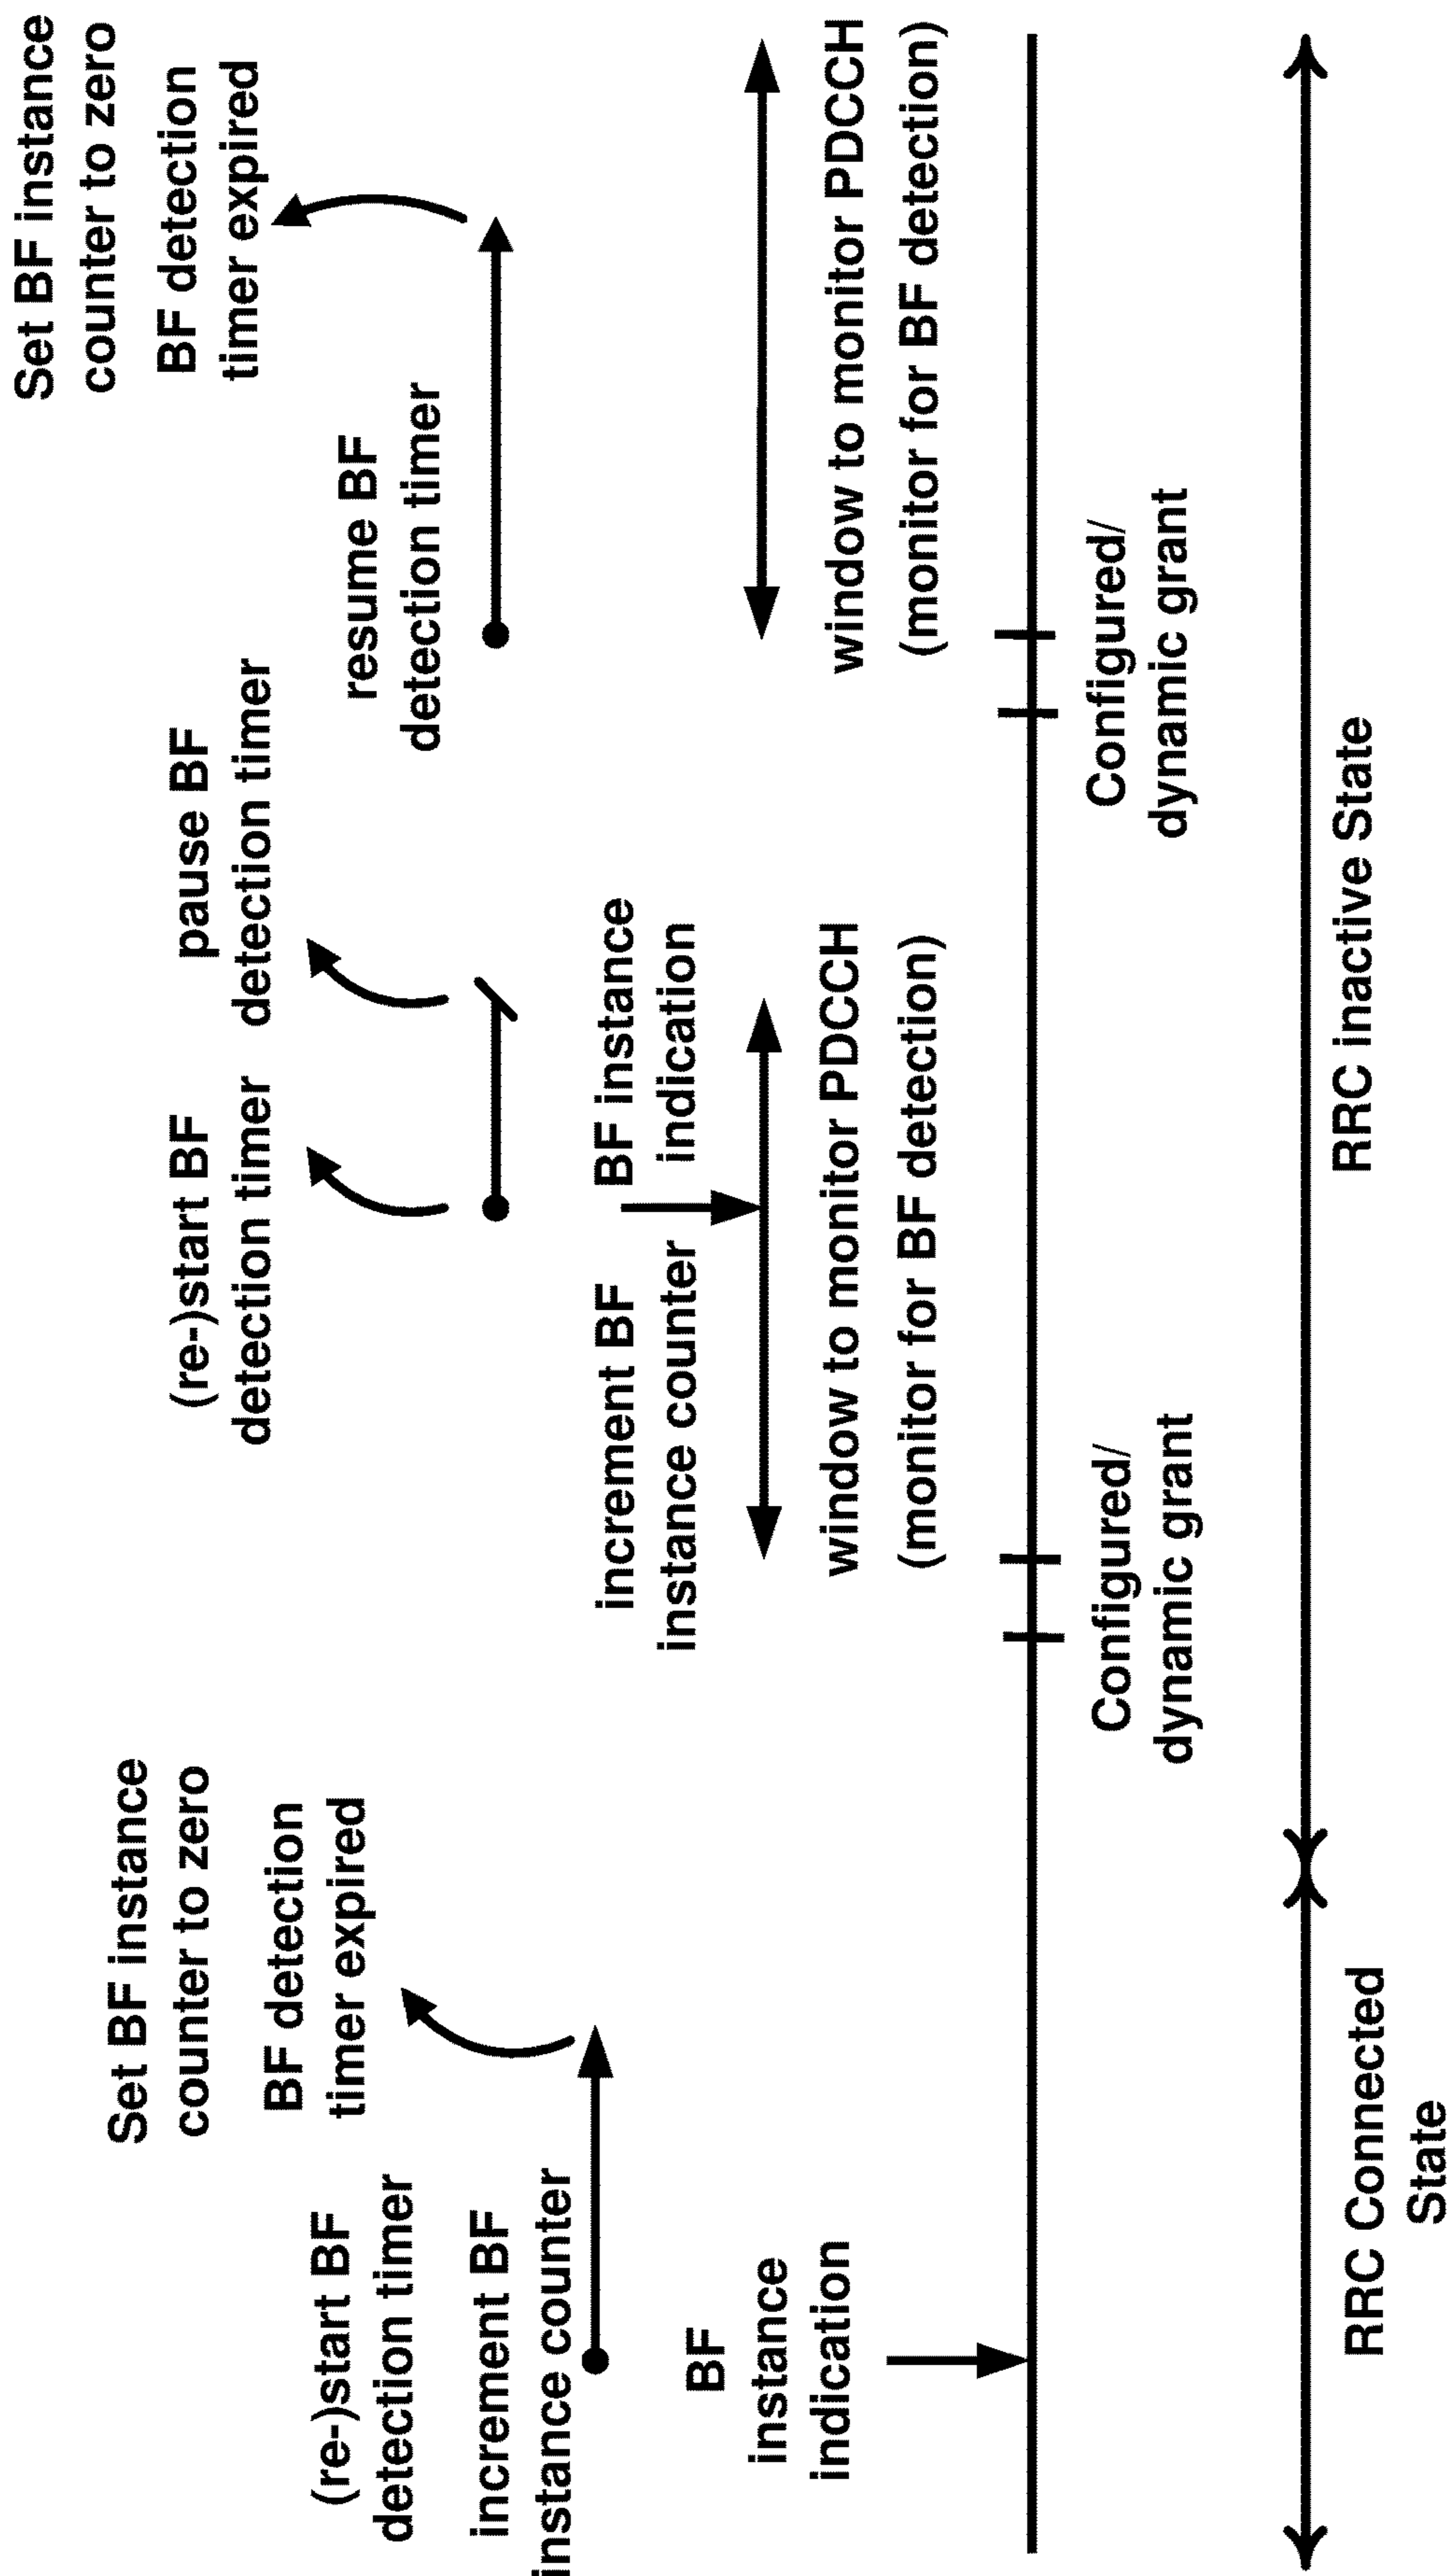 Set BF instance
counter to zero
BF detection
timer expired
(re-)start BF
detection timer
increment BF
instance counter
BF
instance
indication
(re-)start BF
detection timer
pause BF
detection timer
increment BF
instance counter
BF instance
indication
window to monitor PDCCH
(monitor for BF detection)
Set BF instance
counter to zero
BF detection
timer expired
resume BF
detection timer
window to monitor PDCCH
(monitor for BF detection)
Configured/
dynamic grant
Configured/
dynamic grant
RRC Connected
State
RRC inactive State